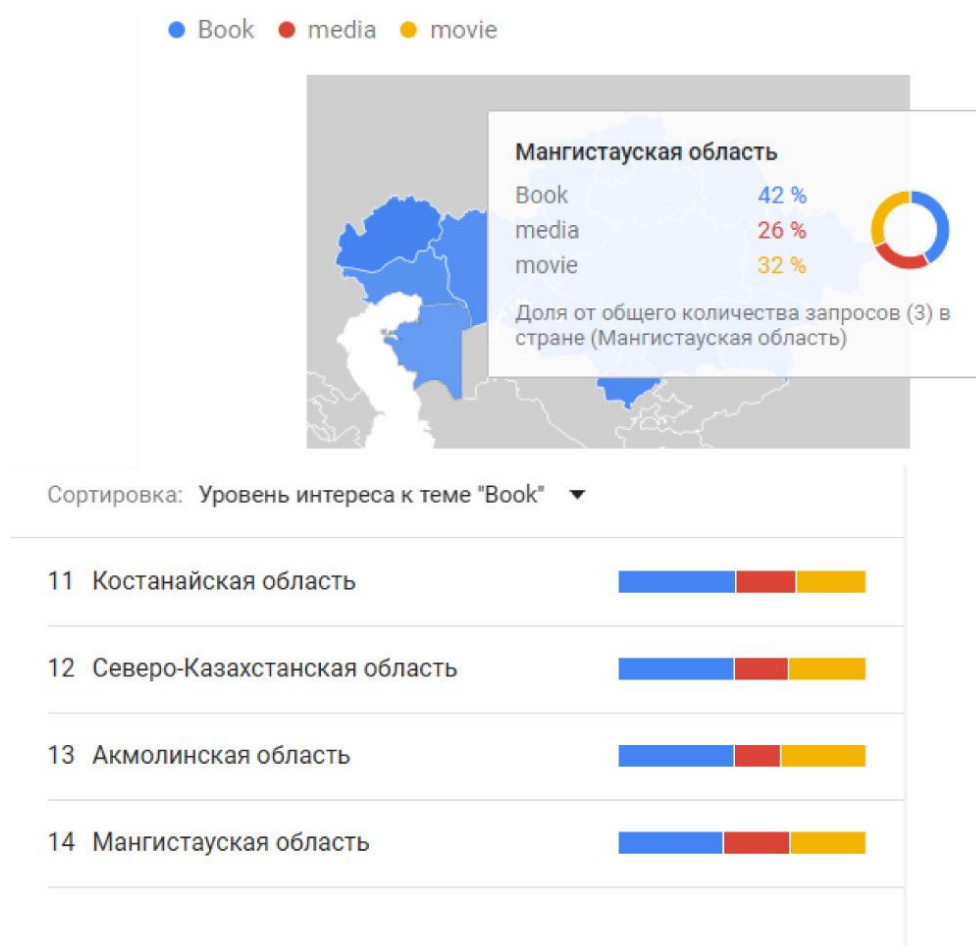 Book media movie
Мангистауская область
Book 42 %
media 26 %
movie 32 %
Доля от общего количества запросов (3) в
стране (Мангистауская область)
Сортировка: Уровень интереса к теме "Book"
11 Костанайская область
12 Северо-Казахстанская область
13 Акмолинская область
14 Мангистауская область